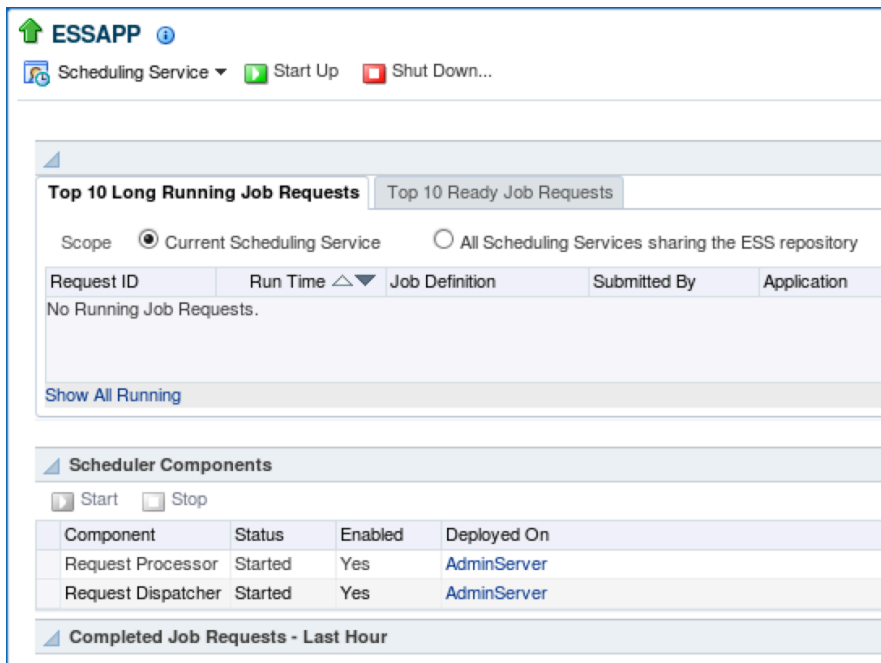 ESSAPP
Scheduling Service Start Up Shut Down...
Top 10 Long Running Job Requests Top 10 Ready Job Requests
Scope Current Scheduling Service All Scheduling Services sharing the ESS repository
Request ID Run Time Job Definition Submitted By Application
No Running Job Requests.
Show All Running
Scheduler Components
Start Stop
Component Status Enabled Deployed On
Request Processor Started Yes AdminServer
Request Dispatcher Started Yes AdminServer
Completed Job Requests - Last Hour